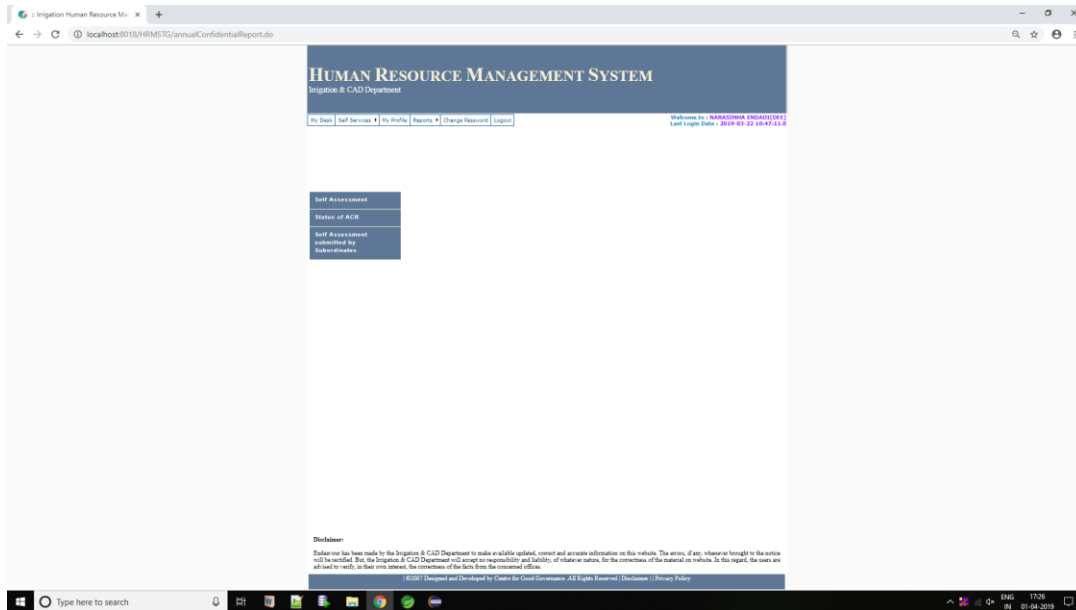 :: Irrigation Human Resource Ma
localhost:8018/HRMSTG/annualConfidentialReport.do
HUMAN RESOURCE MANAGEMENT SYSTEM
Irrigation & CAD Department
My Desk Self Services My Profile Reports Change Password Logout
Welcome to : NARASIMHA ENDADI(DEE)
Last Login Date : 2019-03-22 16:47:11.0
Self Assessment
Status of ACR
Self Assessment
submitted by
Subordinates
Disclaimer:
Endeavour has been made by the Irrigation & CAD Department to make available updated, correct and accurate information on this website. The errors, if any, whenever brought to the notice
will be rectified. But, the Irrigation & CAD Department will accept no responsibility and liability, of whatever nature, for the correctness of the material on website. In this regard, the users are
advised to verify, in their own interest, the correctness of the facts from the concerned offices.
| ©2007 Designed and Developed by Centre for Good Governance. All Rights Reserved | Disclaimer | | Privacy Policy
Type here to search
ENG 17:26
IN 01-04-2019